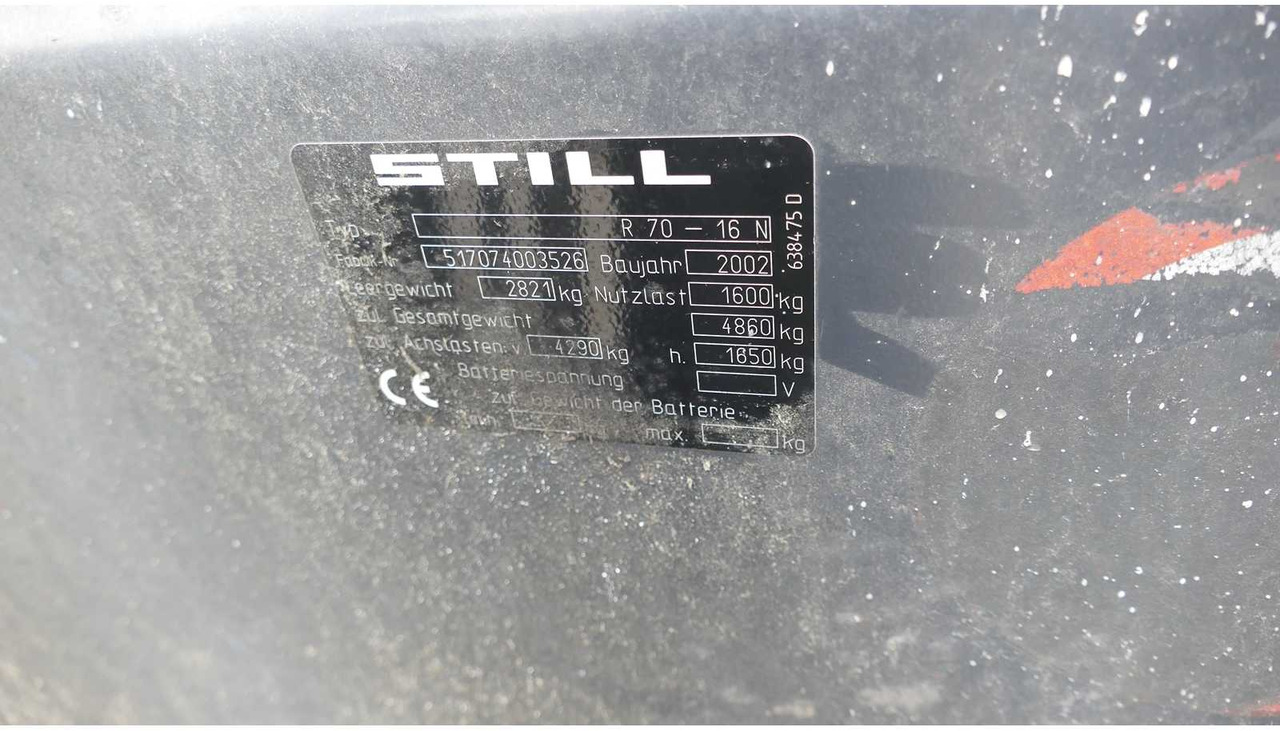 STILL
Typ R 70 - 16 N
Fabrik-Nr 517074003526 Baujahr 2002
Leergewicht 2821 kg Nutzlast 1600 kg
zul. Gesamtgewicht 4860 kg
zul. Achslasten: v 4290 kg h. 1650 kg
Batteriespannung V
zul. Gewicht der Batterie
min. max. kg
CE
638475 D